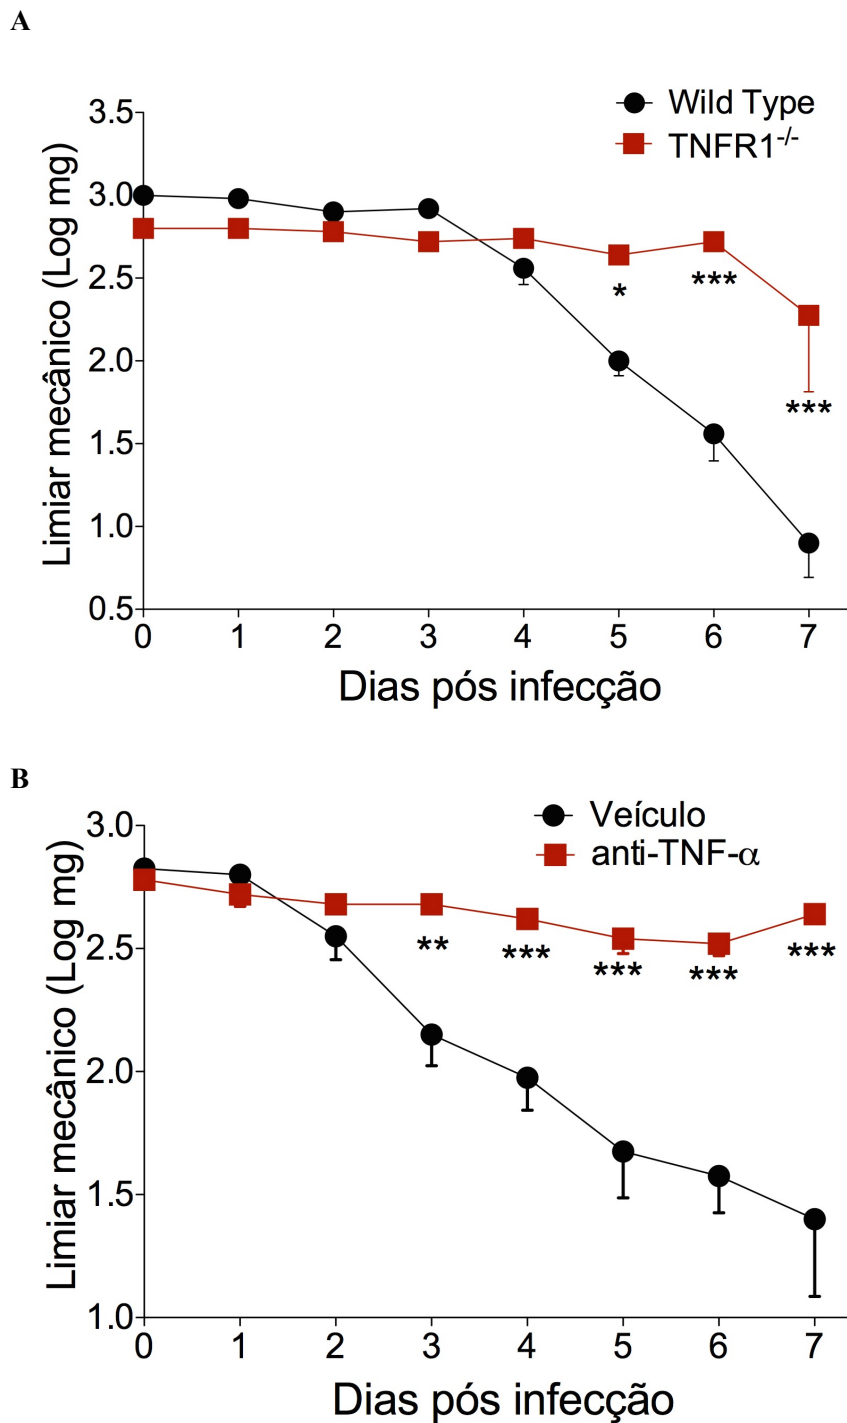 A
Wild Type
TNFR1-/-
3.5
3.0
2.5
2.0
1.5
1.0
0.5
Limiar mecânico (Log mg)
*
***
***
0 1 2 3 4 5 6 7
Dias pós infecção
B
Veículo
anti-TNF-α
3.0
2.5
2.0
1.5
1.0
Limiar mecânico (Log mg)
**
***
***
***
***
0 1 2 3 4 5 6 7
Dias pós infecção